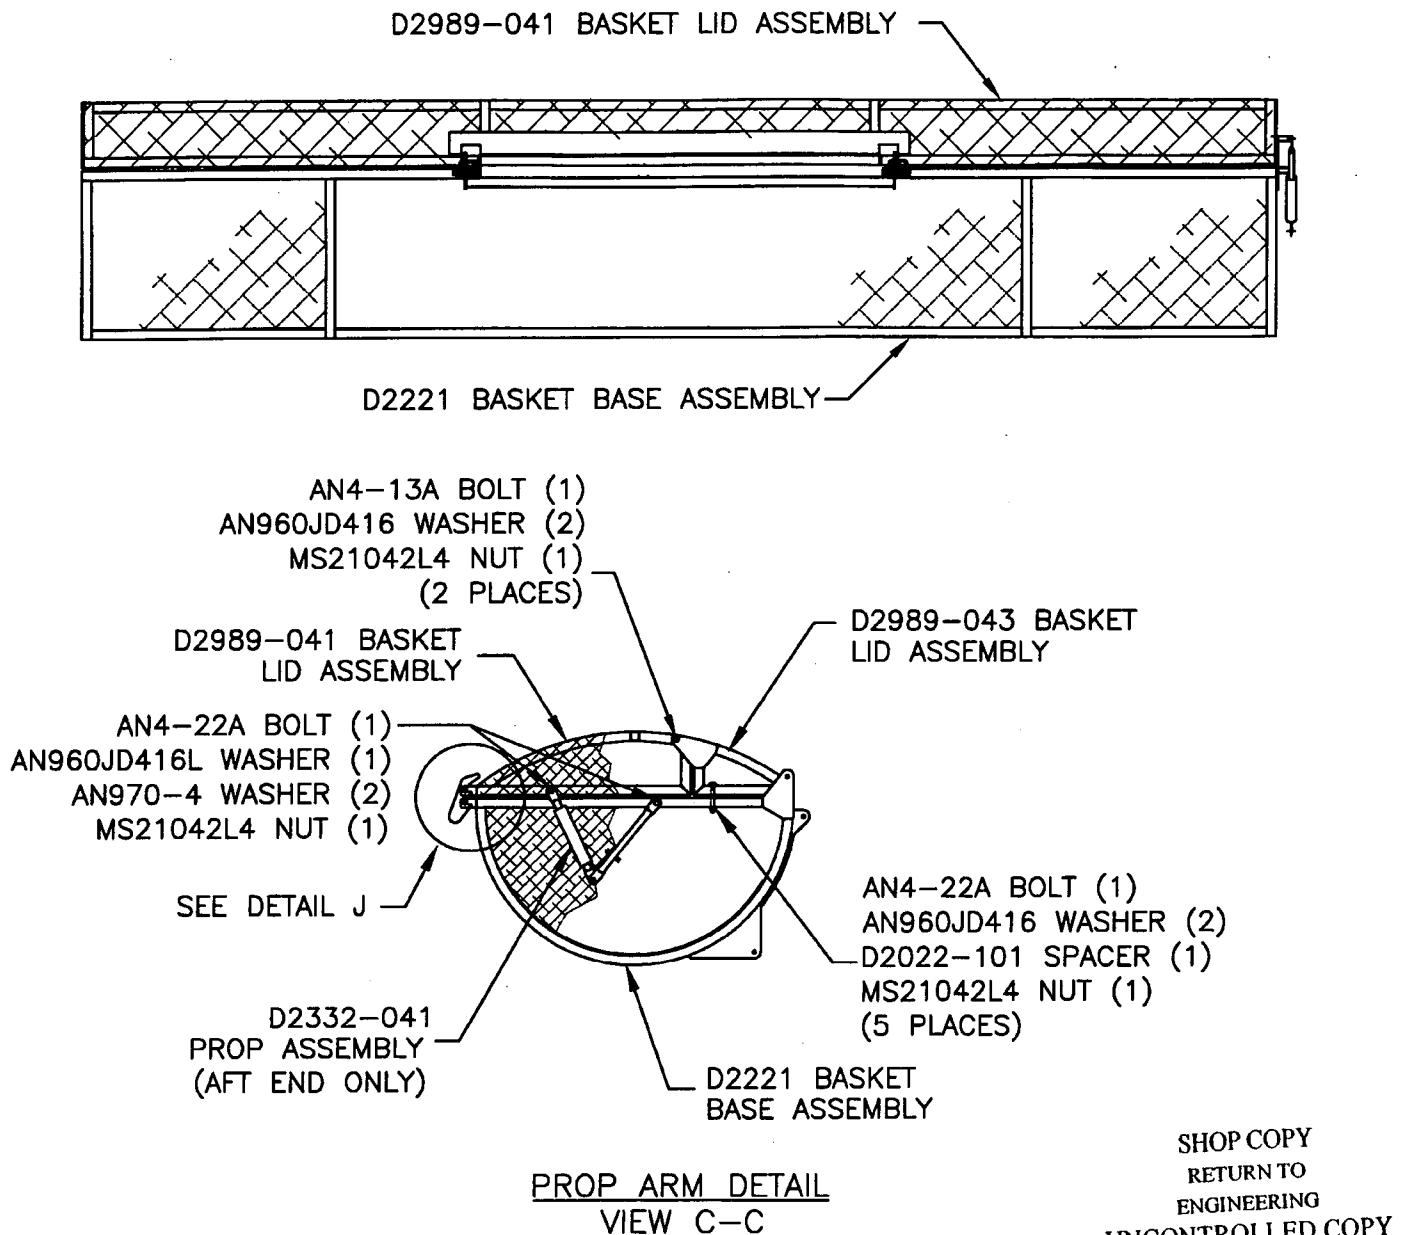 D2989-041 BASKET LID ASSEMBLY
D2221 BASKET BASE ASSEMBLY
AN4-13A BOLT (1)
AN960JD416 WASHER (2)
MS21042L4 NUT (1)
(2 PLACES)
D2989-041 BASKET
LID ASSEMBLY
D2989-043 BASKET
LID ASSEMBLY
AN4-22A BOLT (1)
AN960JD416L WASHER (1)
AN970-4 WASHER (2)
MS21042L4 NUT (1)
SEE DETAIL J
AN4-22A BOLT (1)
AN960JD416 WASHER (2)
D2022-101 SPACER (1)
MS21042L4 NUT (1)
(5 PLACES)
D2332-041
PROP ASSEMBLY
(AFT END ONLY)
D2221 BASKET
BASE ASSEMBLY
PROP ARM DETAIL
VIEW C-C
SHOP COPY
RETURN TO
ENGINEERING
UNCONTROLLED COPY